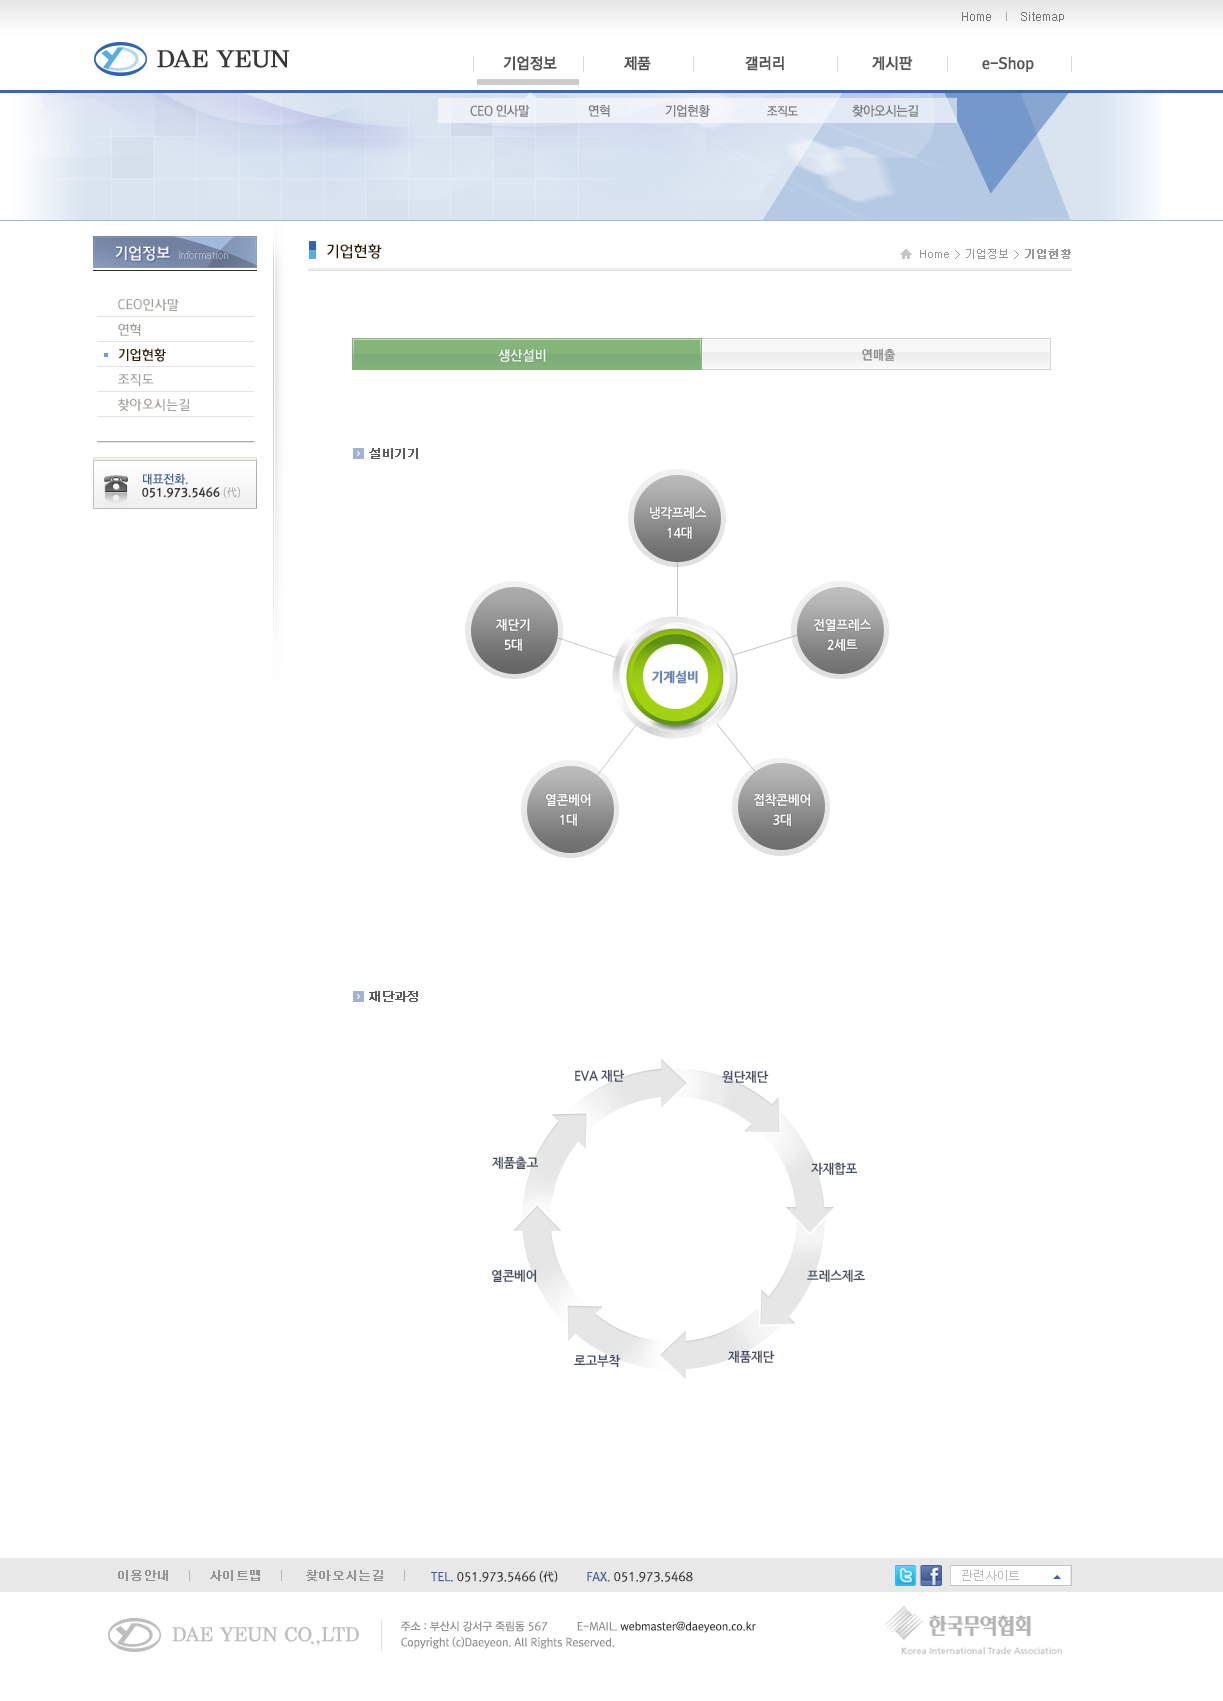 Home
Sitemap
DAE YEUN
기업정보
제품
갤러리
게시판
e-Shop
CEO 인사말
연혁
기업현황
조직도
찾아오시는길
기업정보 Information
CEO인사말
연혁
기업현황
조직도
찾아오시는길
대표전화.
051.973.5466 (代)
기업현황
Home > 기업정보 > 기업현황
생산설비
연매출
설비기기
냉각프레스
14대
재단기
5대
전열프레스
2세트
기계설비
열콘베어
1대
접착콘베어
3대
재단과정
EVA 재단
원단재단
제품출고
자재합포
열콘베어
프레스제조
로고부착
재품재단
이용안내
사이트맵
찾아오시는길
TEL. 051.973.5466 (代)
FAX. 051.973.5468
관련사이트
DAE YEUN CO.,LTD
주소 : 부산시 강서구 죽림동 567
E-MAIL. webmaster@daeyeon.co.kr
Copyright (c)Daeyeon. All Rights Reserved.
한국무역협회
Korea International Trade Association